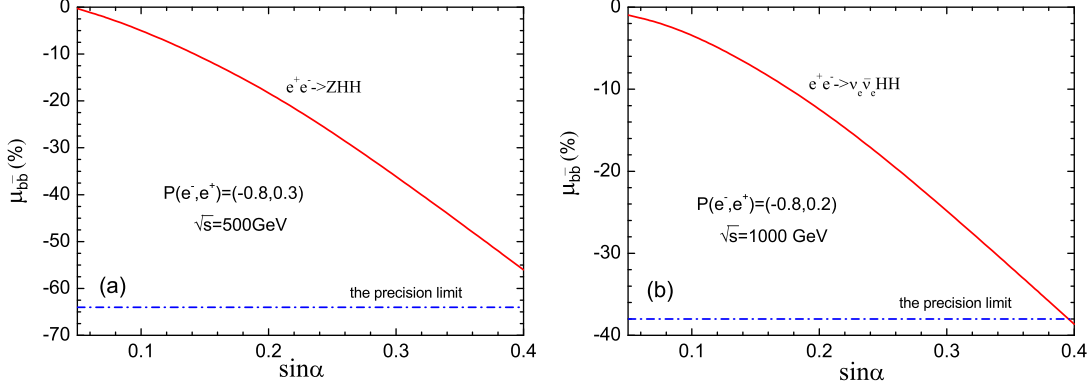 0
-10
-20
-30
-40
-50
-60
-70
μbb̄ (%)
e⁺e⁻->ZHH
P(e⁻,e⁺)=(-0.8,0.3)
√s=500GeV
(a)
the precision limit
0.1 0.2 0.3 0.4
sinα
0
-10
-20
-30
-40
μbb̄ (%)
e⁺e⁻->νₑν̄ₑHH
P(e⁻,e⁺)=(-0.8,0.2)
√s=1000 GeV
(b)
the precision limit
0.1 0.2 0.3 0.4
sinα